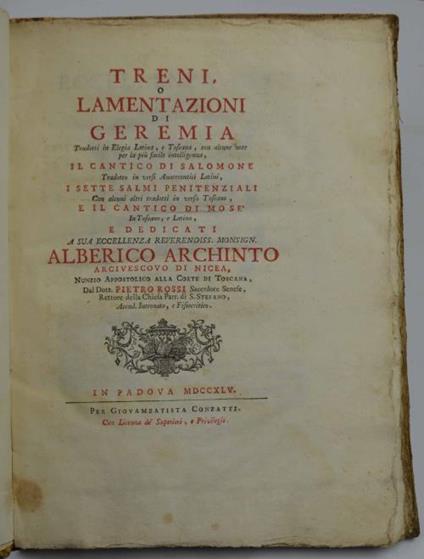 TRENI,
O
LAMENTAZIONI
DI
GEREMIA
Tradotti in Elegia Latina, e Toscana, con alcune note
per la più facile intelligenza,
IL CANTICO DI SALOMONE
Tradotto in versi Anacreontici Latini,
I SETTE SALMI PENITENZIALI
Con alcuni altri tradotti in verso Toscano,
E IL CANTICO DI MOSE'
In Toscano, e Latino,
E DEDICATI
A SUA ECCELLENZA REFERENDISS. MONSIGN.
ALBERICO ARCHINTO
ARCIVESCOVO DI NICEA,
NUNZIO APPOSTOLICO ALLA CORTE DI TOSCANA,
Dal Dott. PIETRO ROSSI Sacerdote Senese,
Rettore della Chiesa Parr. di S. STEFANO,
Accad. Intronato, e Fisiocritico.
IN PADOVA MDCCXLV.
PER GIOVAMBATISTA CONZATTI.
Con Licenza de' Superiori, e Privilegio.